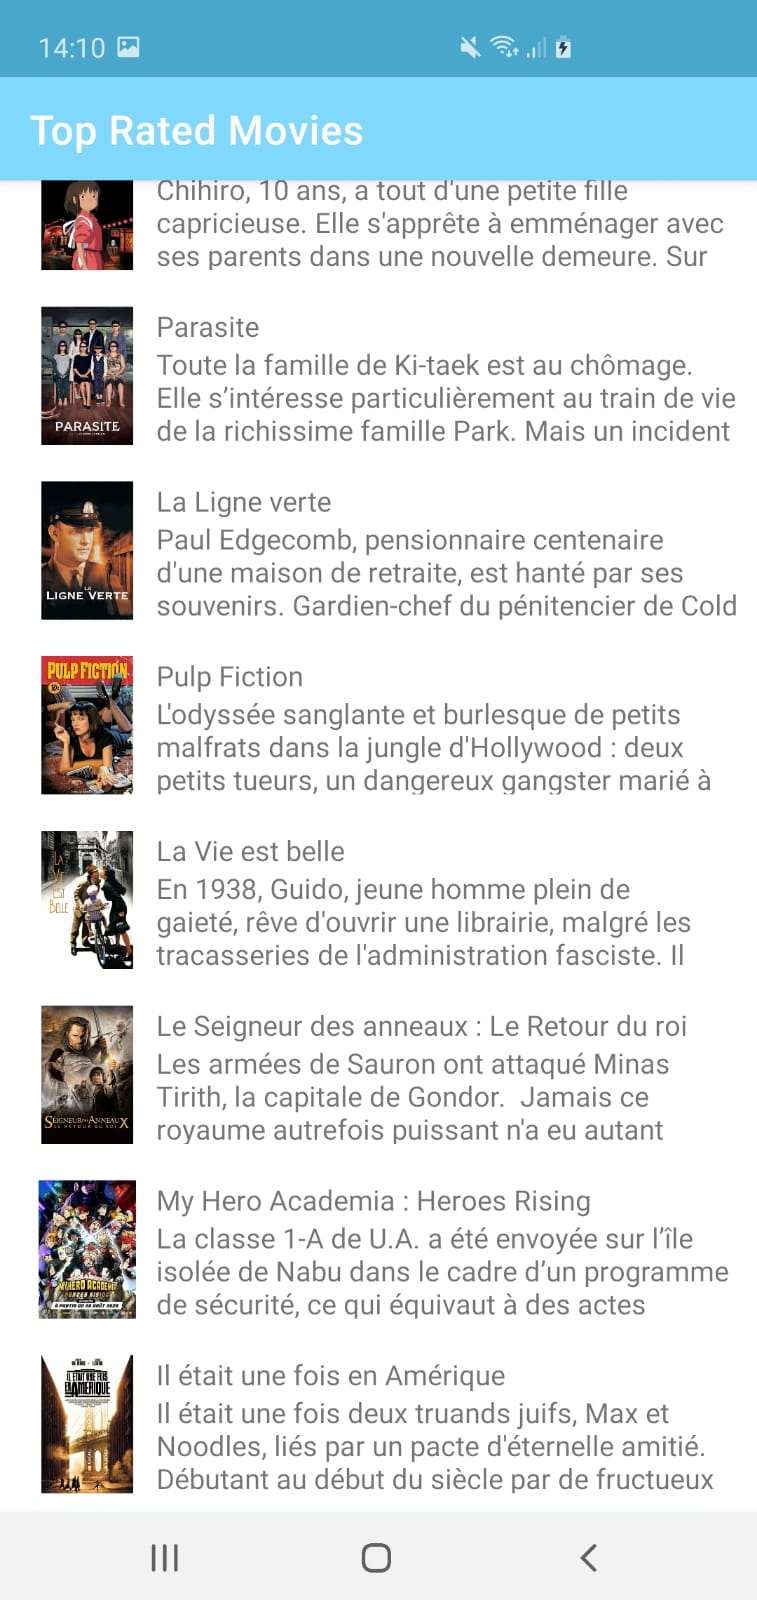 14:10
Top Rated Movies
Chihiro, 10 ans, a tout d'une petite fille
capricieuse. Elle s'apprête à emménager avec
ses parents dans une nouvelle demeure. Sur
PARASITE
Parasite
Toute la famille de Ki-taek est au chômage.
Elle s’intéresse particulièrement au train de vie
de la richissime famille Park. Mais un incident
LA
LIGNE VERTE
La Ligne verte
Paul Edgecomb, pensionnaire centenaire
d'une maison de retraite, est hanté par ses
souvenirs. Gardien-chef du pénitencier de Cold
PULP FICTION
10¢
Pulp Fiction
L'odyssée sanglante et burlesque de petits
malfrats dans la jungle d'Hollywood : deux
petits tueurs, un dangereux gangster marié à
LA
VIE
EST
BELLE
La Vie est belle
En 1938, Guido, jeune homme plein de
gaieté, rêve d'ouvrir une librairie, malgré les
tracasseries de l'administration fasciste. Il
SEIGNEUR DES ANNEAUX
LE RETOUR DU ROI
Le Seigneur des anneaux : Le Retour du roi
Les armées de Sauron ont attaqué Minas
Tirith, la capitale de Gondor.  Jamais ce
royaume autrefois puissant n'a eu autant
MY HERO ACADEMIA
HEROES RISING
My Hero Academia : Heroes Rising
La classe 1-A de U.A. a été envoyée sur l’île
isolée de Nabu dans le cadre d’un programme
de sécurité, ce qui équivaut à des actes
IL ÉTAIT UNE FOIS
EN AMÉRIQUE
Il était une fois en Amérique
Il était une fois deux truands juifs, Max et
Noodles, liés par un pacte d'éternelle amitié.
Débutant au début du siècle par de fructueux